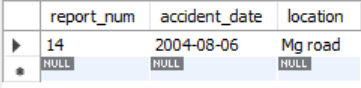 report_num accident_date location
14 2004-08-06 Mg road
NULL NULL NULL